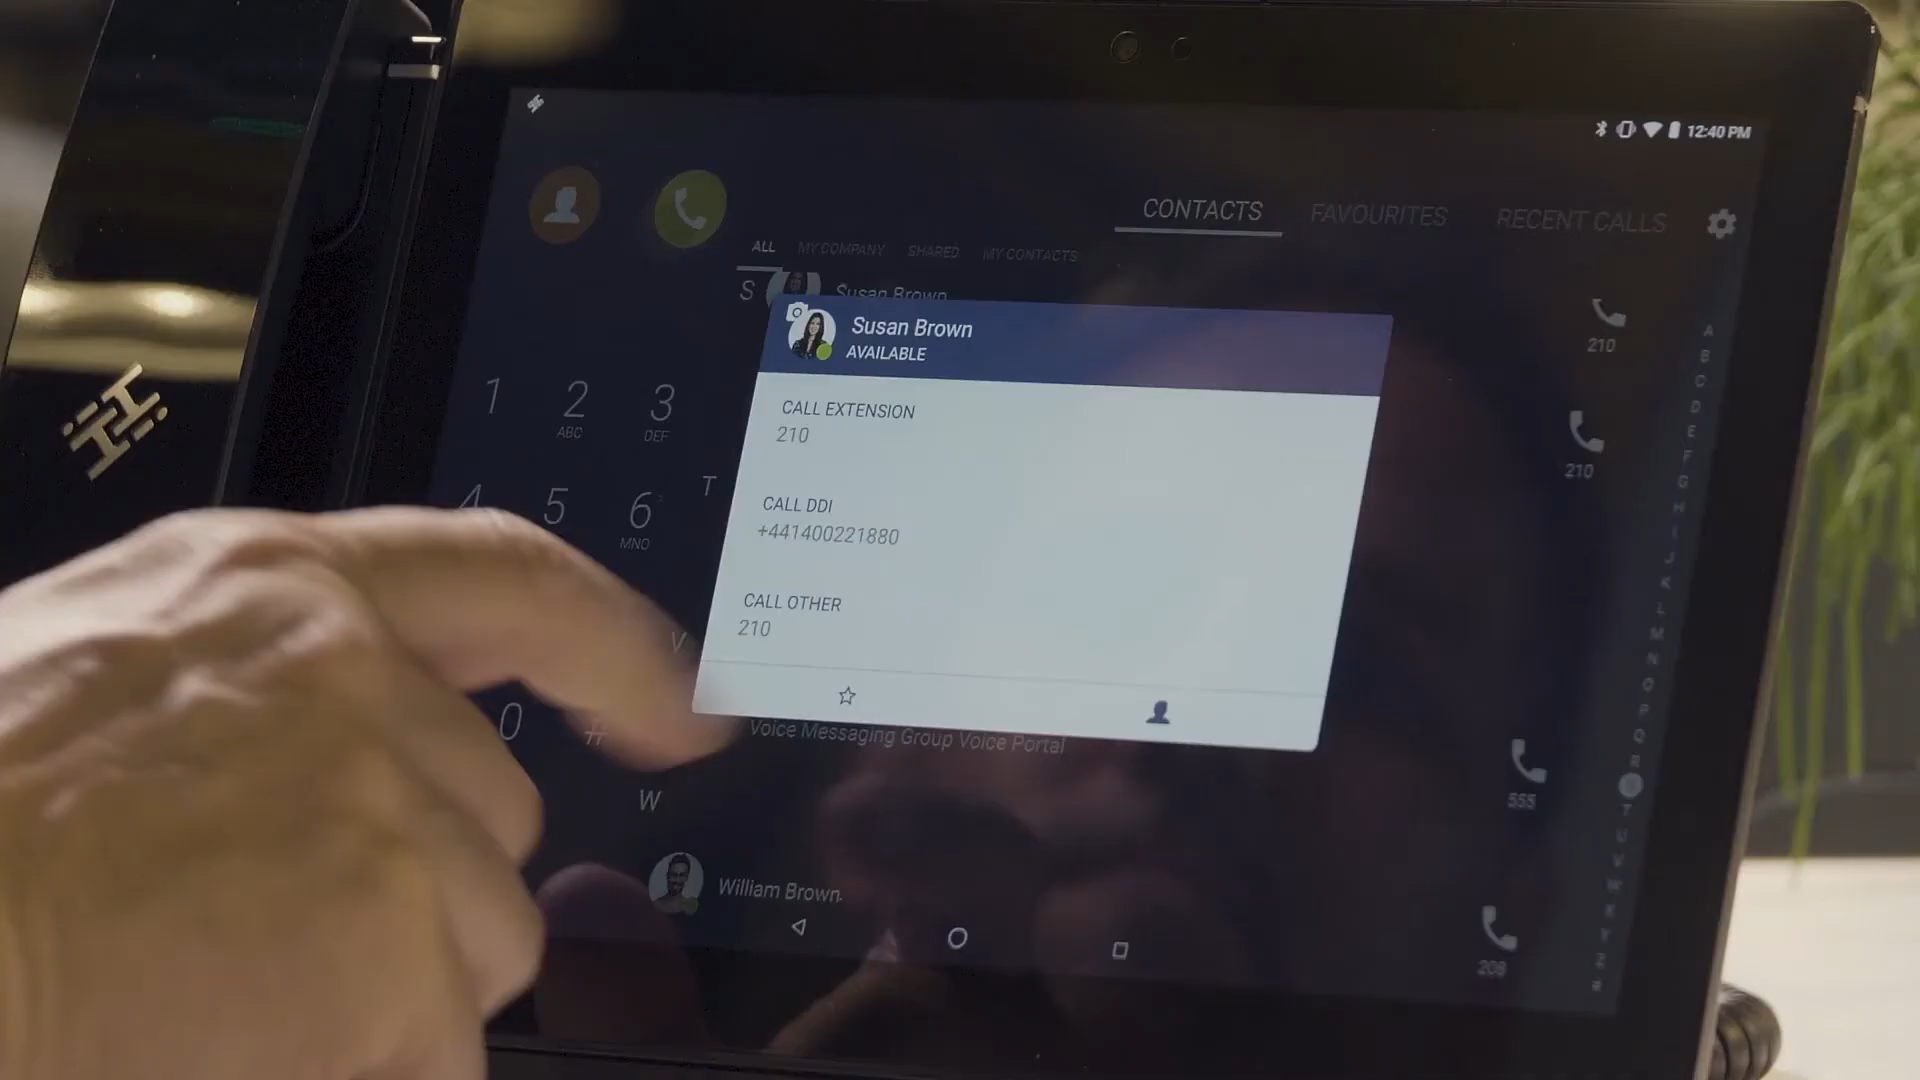 12:40 PM
CONTACTS FAVOURITES RECENT CALLS
ALL MY COMPANY SHARED MY CONTACTS
S Susan Brown
210
Susan Brown
AVAILABLE
CALL EXTENSION
210
CALL DDI
+441400221880
CALL OTHER
210
1 2 3
ABC DEF
4 5 6
MNO
0 #
T
210
V
Voice Messaging Group Voice Portal
555
W
William Brown
208
A
B
C
D
E
F
G
H
I
J
K
L
M
N
O
P
Q
R
T
U
V
W
X
Y
Z
#